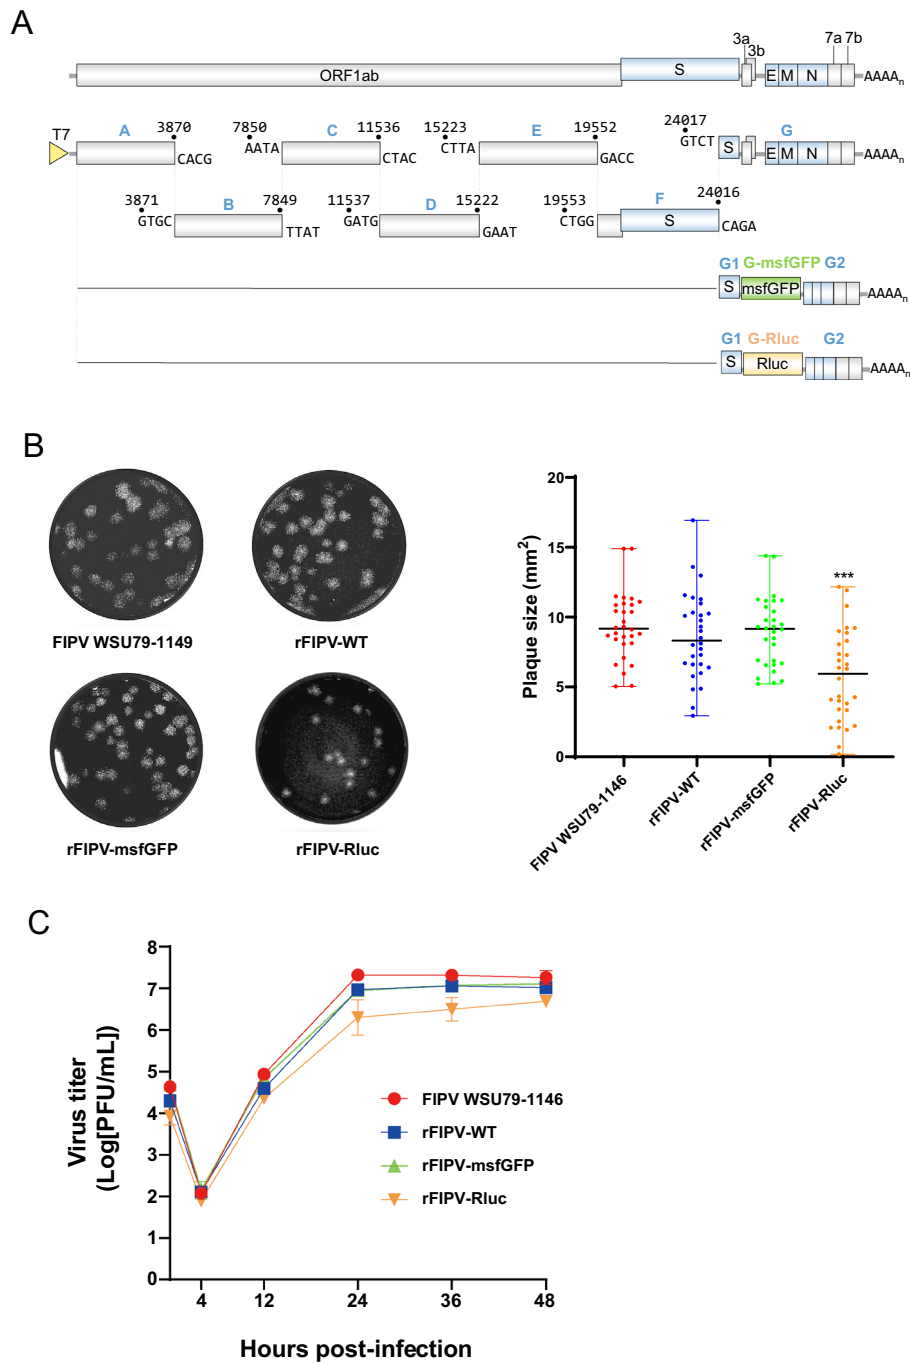 A
3a
3b
7a 7b
ORF1ab
S
E M N
AAAAn
T7
A
3870
CACG
7850
AATA
C
11536
CTAC
15223
CTTA
E
19552
GACC
24017
GTCT
S
G
E M N
AAAAn
3871
GTGC
B
7849
TTAT
11537
GATG
D
15222
GAAT
19553
CTGG
F
S
24016
CAGA
G1 G-msfGFP G2
S msfGFP
AAAAn
G1 G-Rluc G2
S Rluc
AAAAn
B
FIPV WSU79-1149
rFIPV-WT
rFIPV-msfGFP
rFIPV-Rluc
Plaque size (mm2)
20
15
10
5
0
***
FIPV WSU79-1146
rFIPV-WT
rFIPV-msfGFP
rFIPV-Rluc
C
Virus titer
(Log[PFU/mL])
8
7
6
5
4
3
2
1
0
FIPV WSU79-1146
rFIPV-WT
rFIPV-msfGFP
rFIPV-Rluc
4 12 24 36 48
Hours post-infection